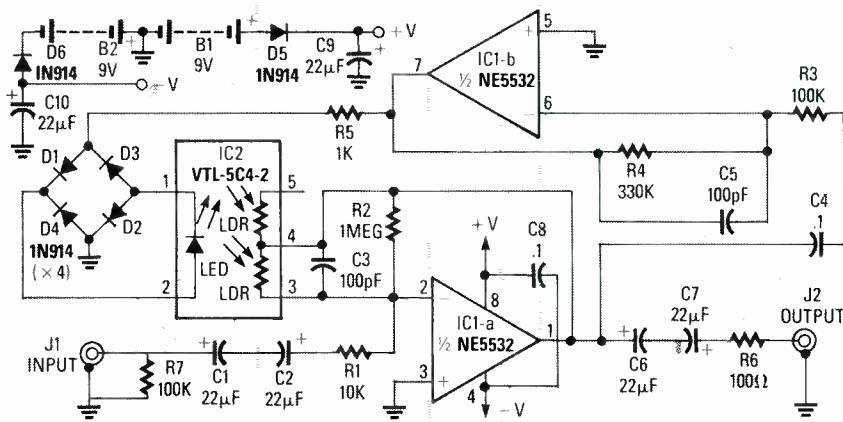 D6
1N914
B2
9V
B1
9V
D5
1N914
C9
22µF
+ V
- V
C10
22µF
7
IC1-b
½ NE5532
5
+
6
−
R3
100K
R5
1K
R4
330K
C5
100pF
C4
.1
D1
D3
D4
D2
1N914
(× 4)
IC2
VTL-5C4-2
1
2
5
4
3
LDR
LED
LDR
R2
1MEG
C3
100pF
+V
C8
.1
8
2
−
IC1-a
½ NE5532
1
3
+
4
- V
J1
INPUT
R7
100K
+
C1
22µF
C2
22µF
+
R1
10K
+
C6
22µF
C7
22µF
+
R6
100Ω
J2
OUTPUT